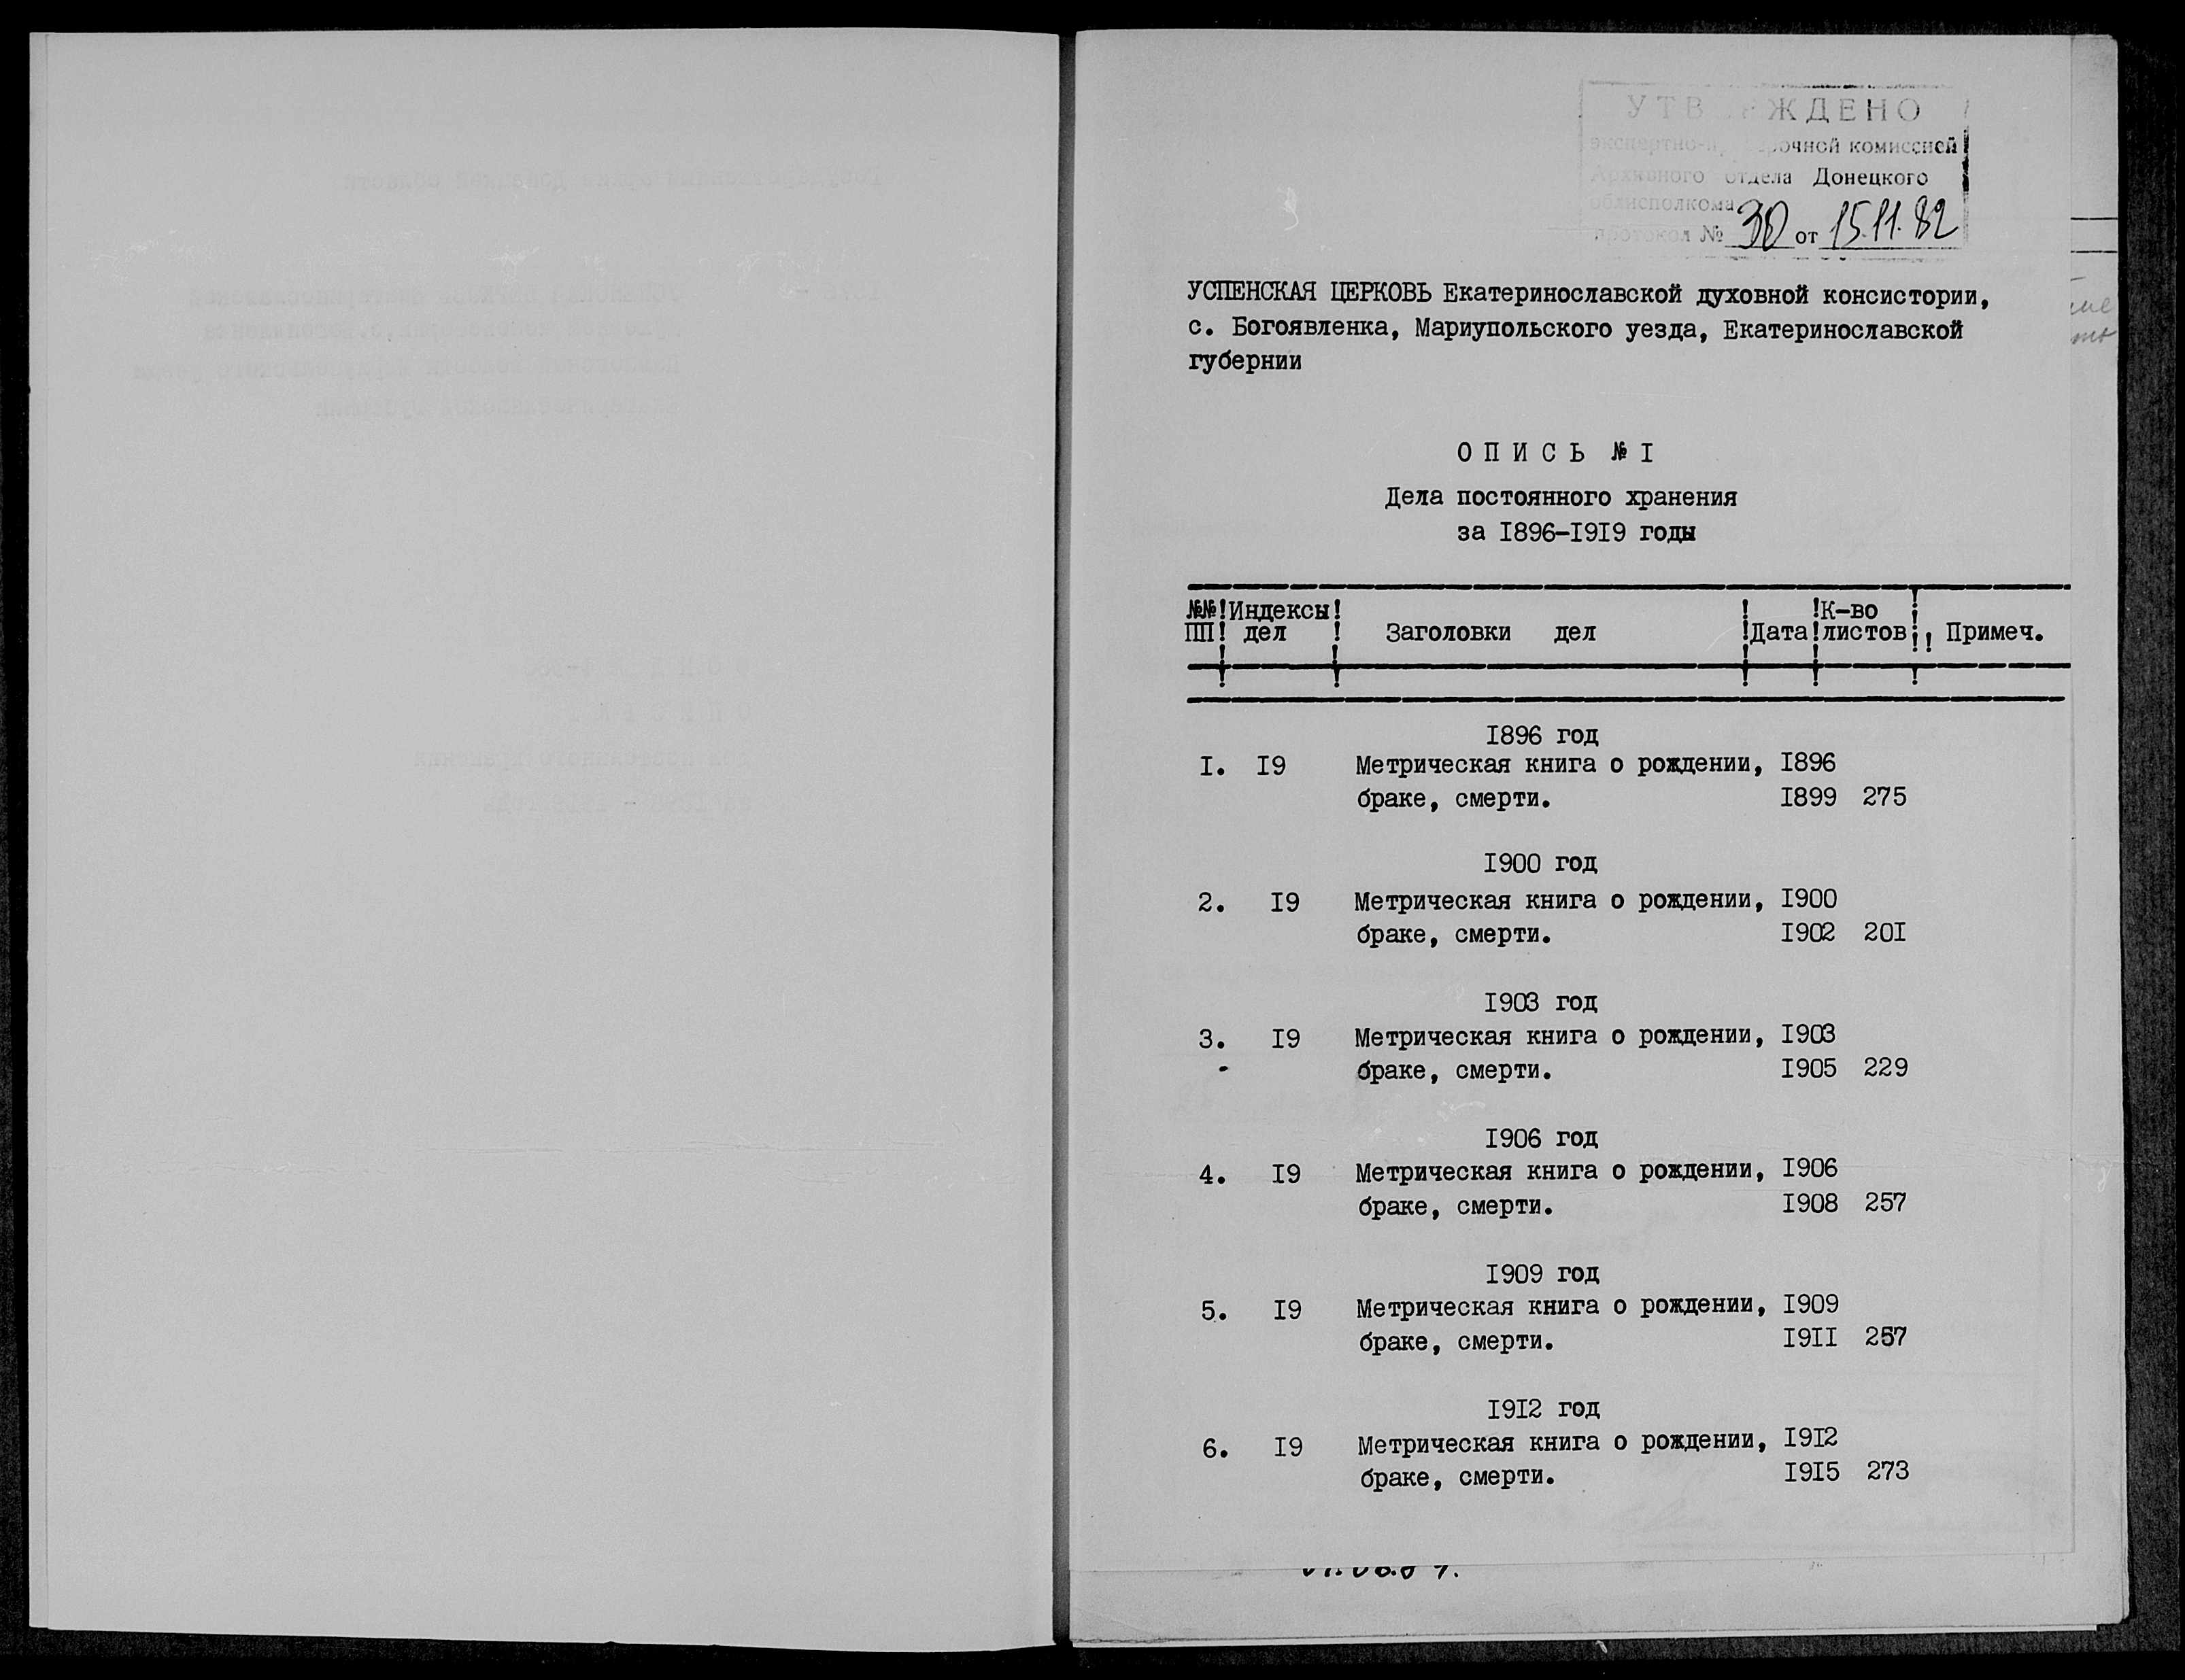 УТВЕРЖДЕНО
экспертно-проверочной комиссией
Архивного отдела Донецкого
облисполкома
протокол № 30 от 15.11.82
УСПЕНСКАЯ ЦЕРКОВЬ Екатеринославской духовной консистории,
с. Богоявленка, Мариупольского уезда, Екатеринославской
губернии
О П И С Ь № I
Дела постоянного хранения
за I896-I9I9 годы
№№ ! Индексы ! ! ! К-во !
ПП ! дел ! Заголовки дел ! Дата ! листов ! ! Примеч.
I896 год
I. I9 Метрическая книга о рождении, I896
браке, смерти. I899 275
I900 год
2. I9 Метрическая книга о рождении, I900
браке, смерти. I902 20I
I903 год
3. I9 Метрическая книга о рождении, I903
браке, смерти. I905 229
I906 год
4. I9 Метрическая книга о рождении, I906
браке, смерти. I908 257
I909 год
5. I9 Метрическая книга о рождении, I909
браке, смерти. I9II 257
I9I2 год
6. I9 Метрическая книга о рождении, I9I2
браке, смерти. I9I5 273